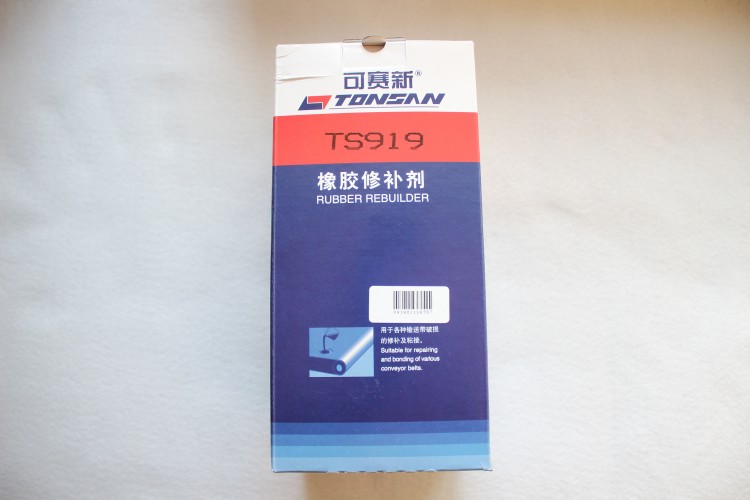 可赛新®
TONSAN
TS919
橡胶修补剂
RUBBER REBUILDER
用于各种输送带破损
的修补及粘接。
Suitable for repairing
and bonding of various
conveyor belts.